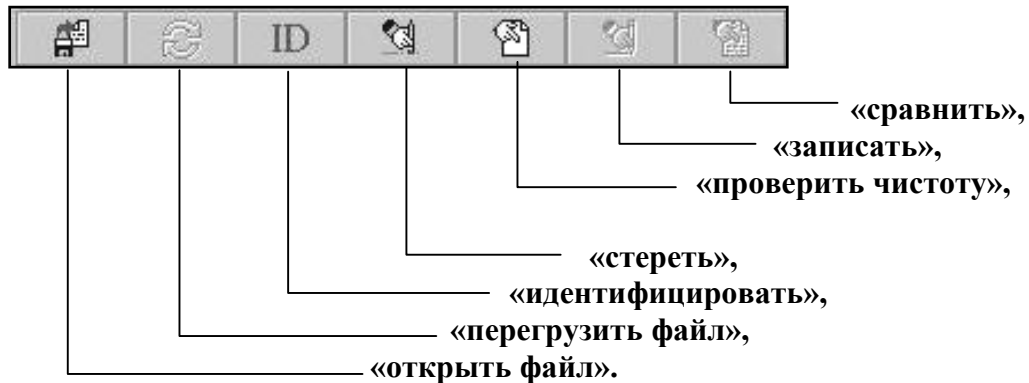 ID
«сравнить»,
«записать»,
«проверить чистоту»,
«стереть»,
«идентифицировать»,
«перегрузить файл»,
«открыть файл».